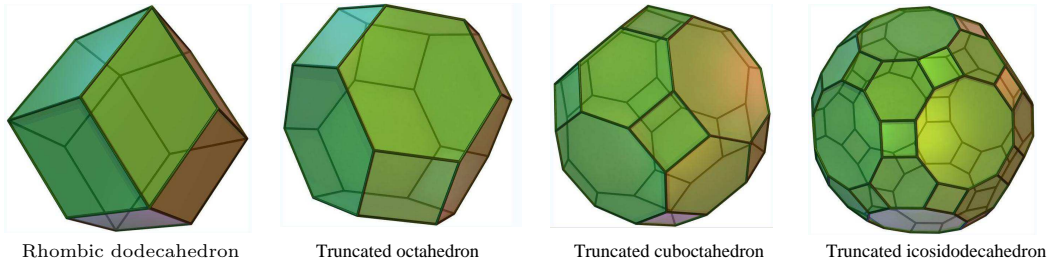 Rhombic dodecahedron
Truncated octahedron
Truncated cuboctahedron
Truncated icosidodecahedron